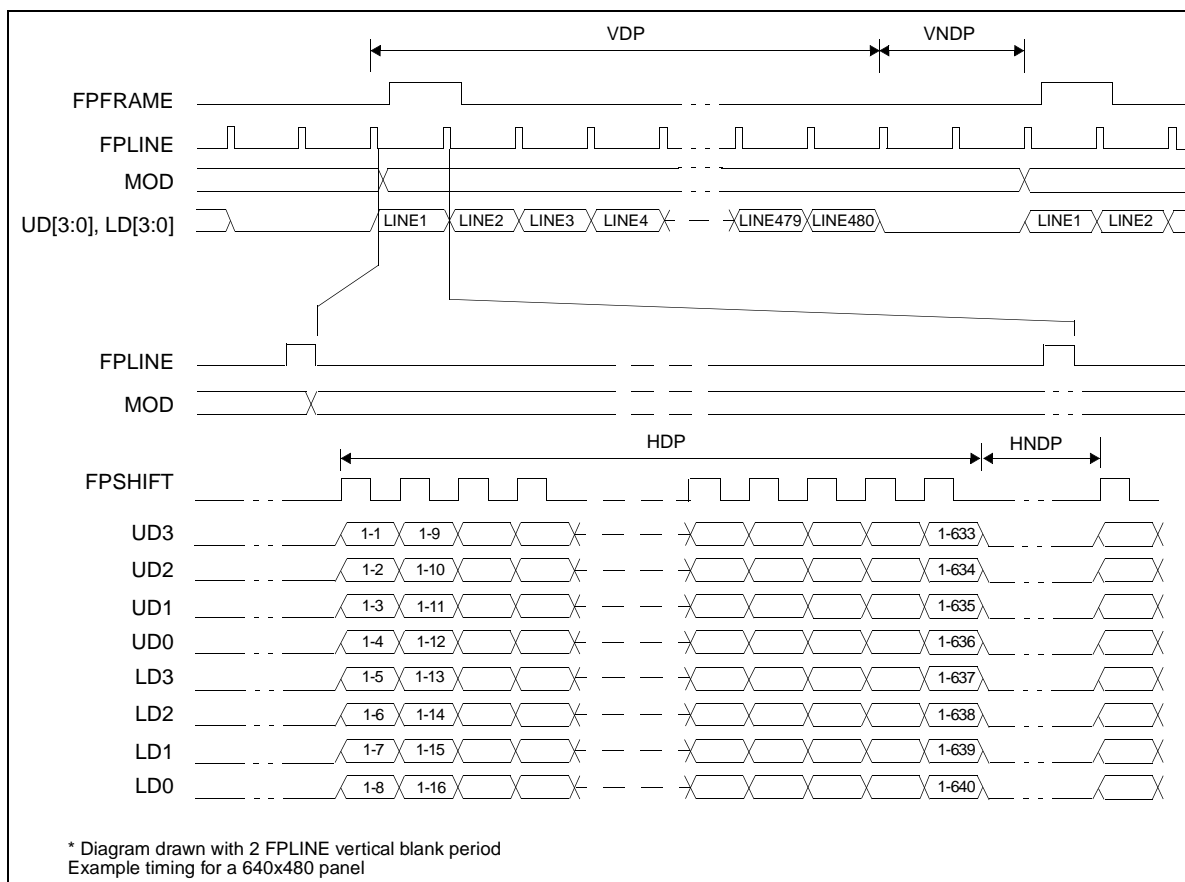 VDP VNDP
FPFRAME
FPLINE
MOD
UD[3:0], LD[3:0] LINE1 LINE2 LINE3 LINE4 LINE479 LINE480 LINE1 LINE2
FPLINE
MOD
HDP HNDP
FPSHIFT
UD3 1-1 1-9 1-633
UD2 1-2 1-10 1-634
UD1 1-3 1-11 1-635
UD0 1-4 1-12 1-636
LD3 1-5 1-13 1-637
LD2 1-6 1-14 1-638
LD1 1-7 1-15 1-639
LD0 1-8 1-16 1-640
* Diagram drawn with 2 FPLINE vertical blank period
Example timing for a 640x480 panel